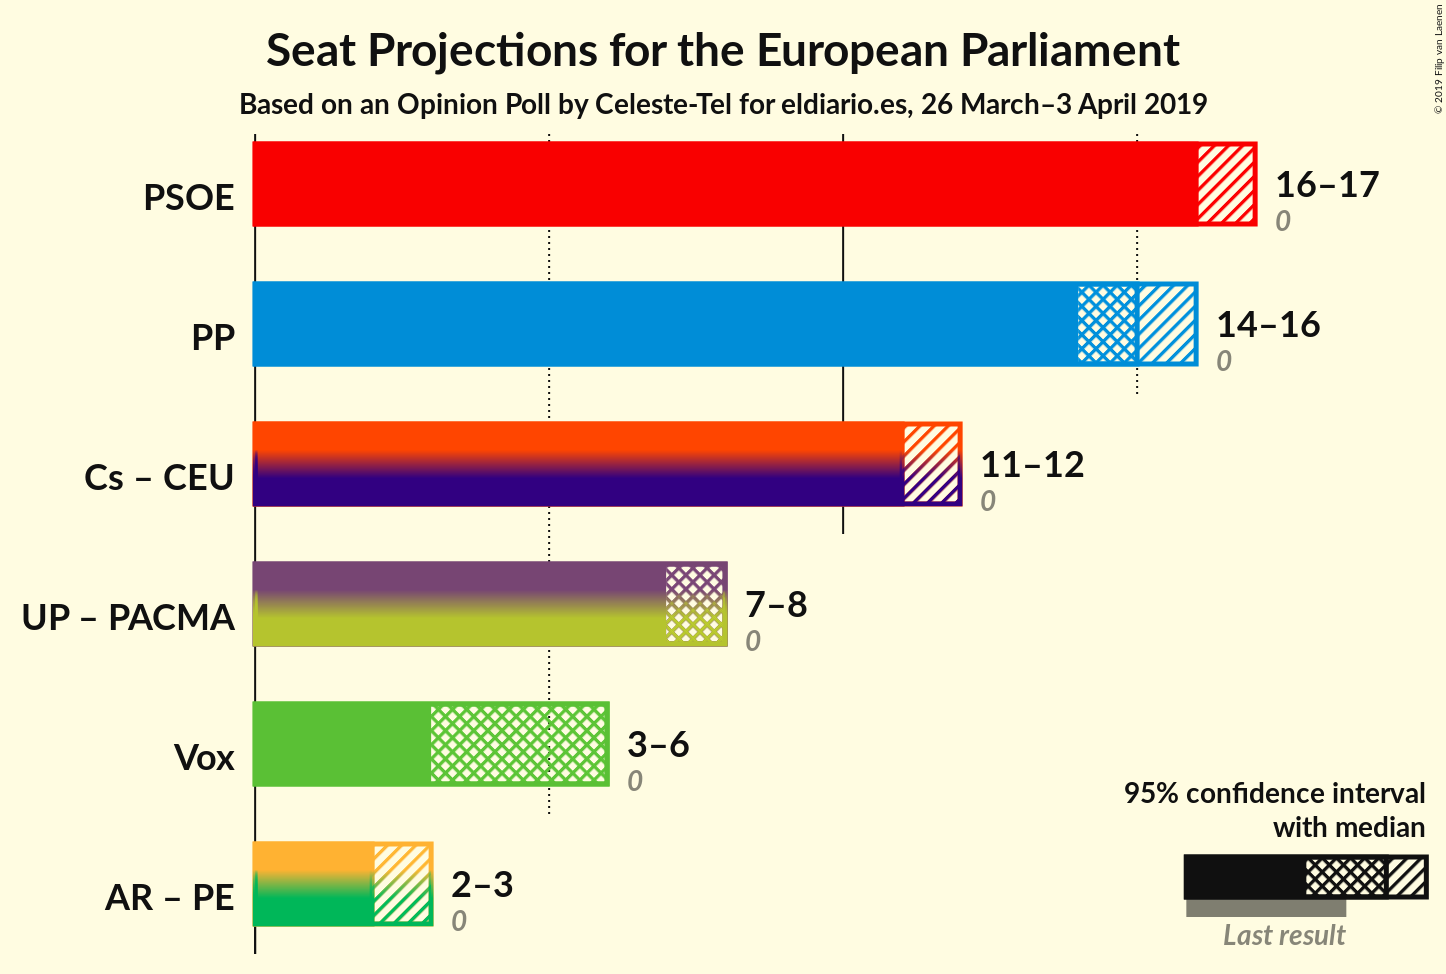 Seat Projections for the European Parliament
Based on an Opinion Poll by Celeste-Tel for eldiario.es, 26 March–3 April 2019
© 2019 Filip van Laenen
PSOE
16–17
0
PP
14–16
0
Cs – CEU
11–12
0
UP – PACMA
7–8
0
Vox
3–6
0
AR – PE
2–3
0
95% confidence interval
with median
Last result